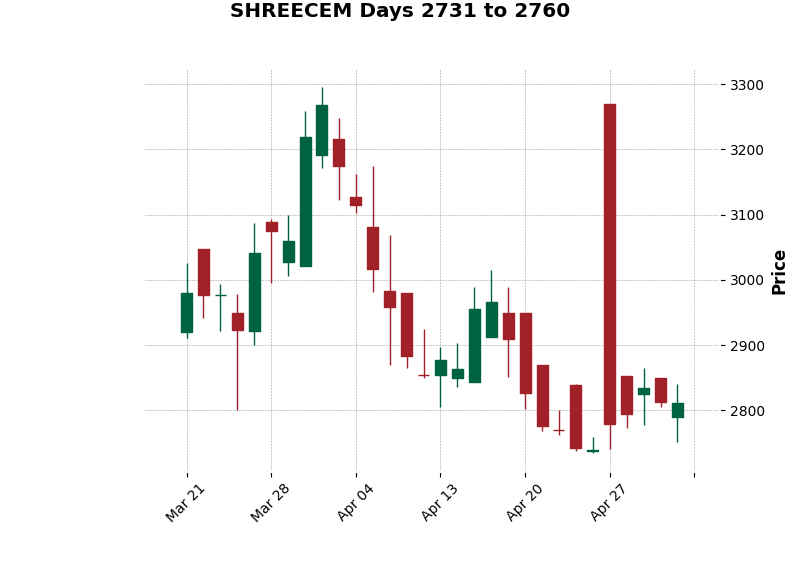 SHREECEM Days 2731 to 2760
3300
3200
3100
3000
2900
2800
Price
Mar 21
Mar 28
Apr 04
Apr 13
Apr 20
Apr 27